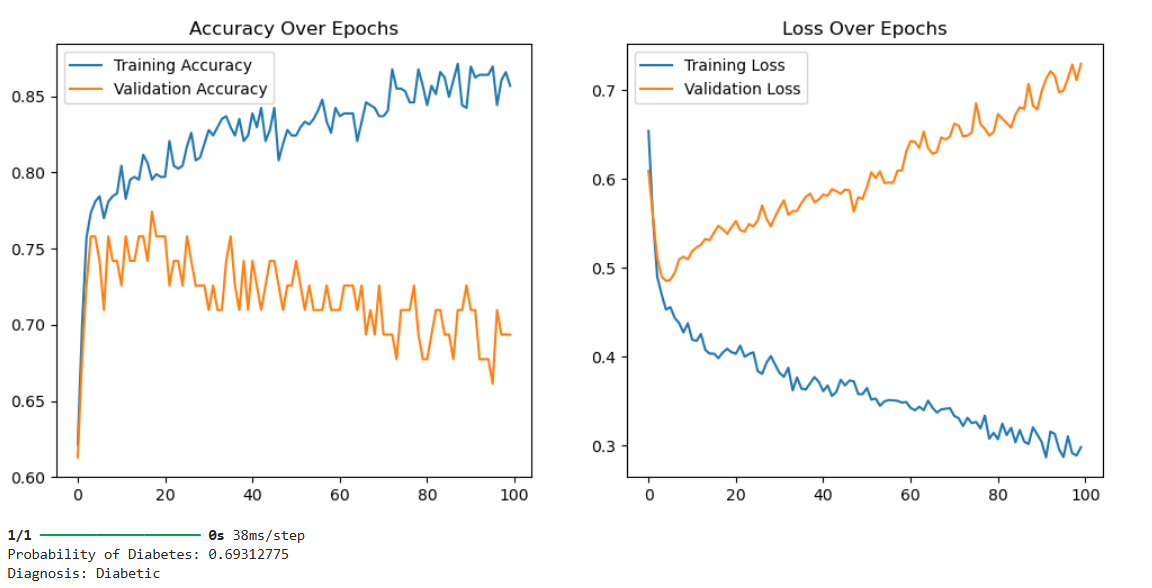 Accuracy Over Epochs
Training Accuracy
Validation Accuracy
0.85
0.80
0.75
0.70
0.65
0.60
0 20 40 60 80 100
Loss Over Epochs
Training Loss
Validation Loss
0.7
0.6
0.5
0.4
0.3
0 20 40 60 80 100
1/1 0s 38ms/step
Probability of Diabetes: 0.69312775
Diagnosis: Diabetic